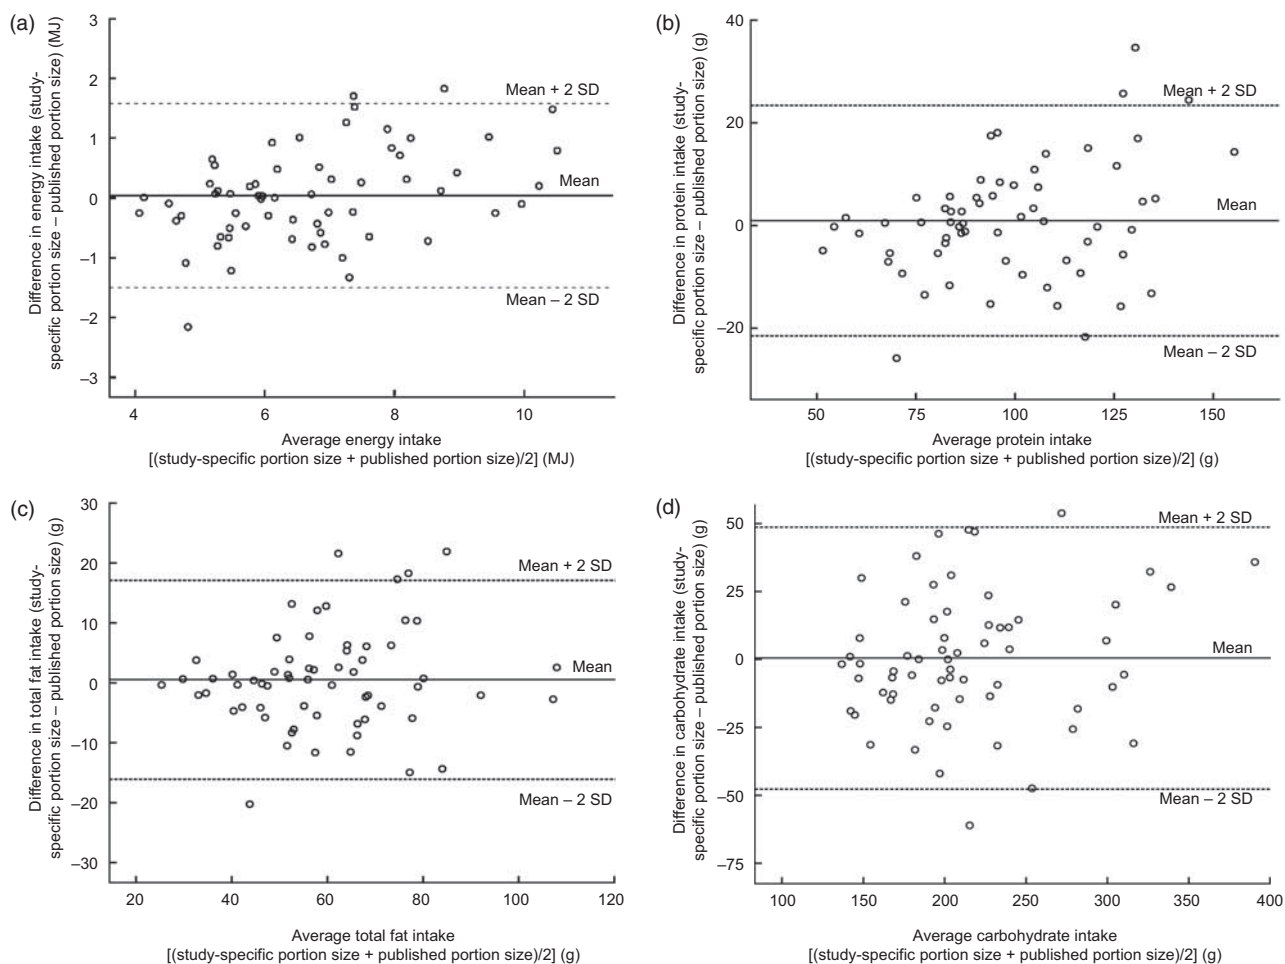 (a)
Difference in energy intake (study-
specific portion size – published portion size) (MJ)
3
2
1
0
–1
–2
–3
Mean + 2 SD
Mean
Mean – 2 SD
4
6
8
10
Average energy intake
[(study-specific portion size + published portion size)/2] (MJ)
(b)
Difference in protein intake (study-
specific portion size – published portion size) (g)
40
20
0
–20
Mean + 2 SD
Mean
Mean – 2 SD
50
75
100
125
150
Average protein intake
[(study-specific portion size + published portion size)/2] (g)
(c)
Difference in total fat intake (study-
specific portion size – published portion size) (g)
30
20
10
0
–10
–20
–30
Mean + 2 SD
Mean
Mean – 2 SD
20
40
60
80
100
120
Average total fat intake
[(study-specific portion size + published portion size)/2] (g)
(d)
Difference in carbohydrate intake (study-
specific portion size – published portion size) (g)
50
25
0
–25
–50
–75
Mean + 2 SD
Mean
Mean – 2 SD
100
150
200
250
300
350
400
Average carbohydrate intake
[(study-specific portion size + published portion size)/2] (g)